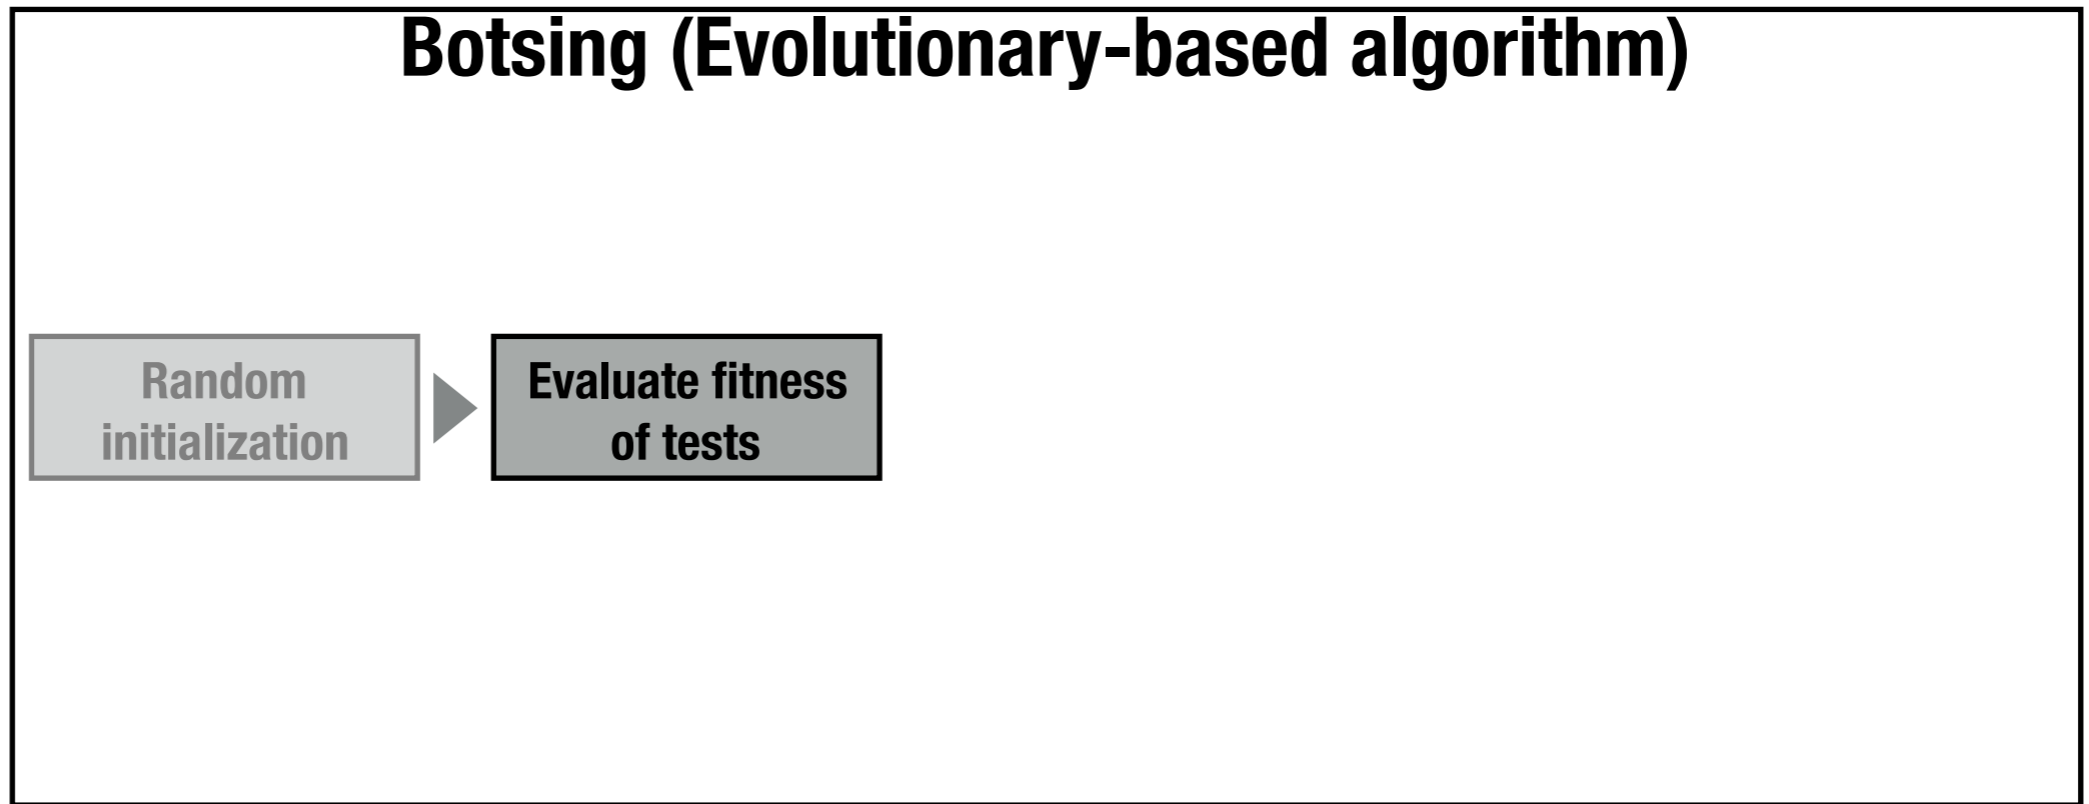 Botsing (Evolutionary-based algorithm)
Random
initialization
Evaluate fitness
of tests